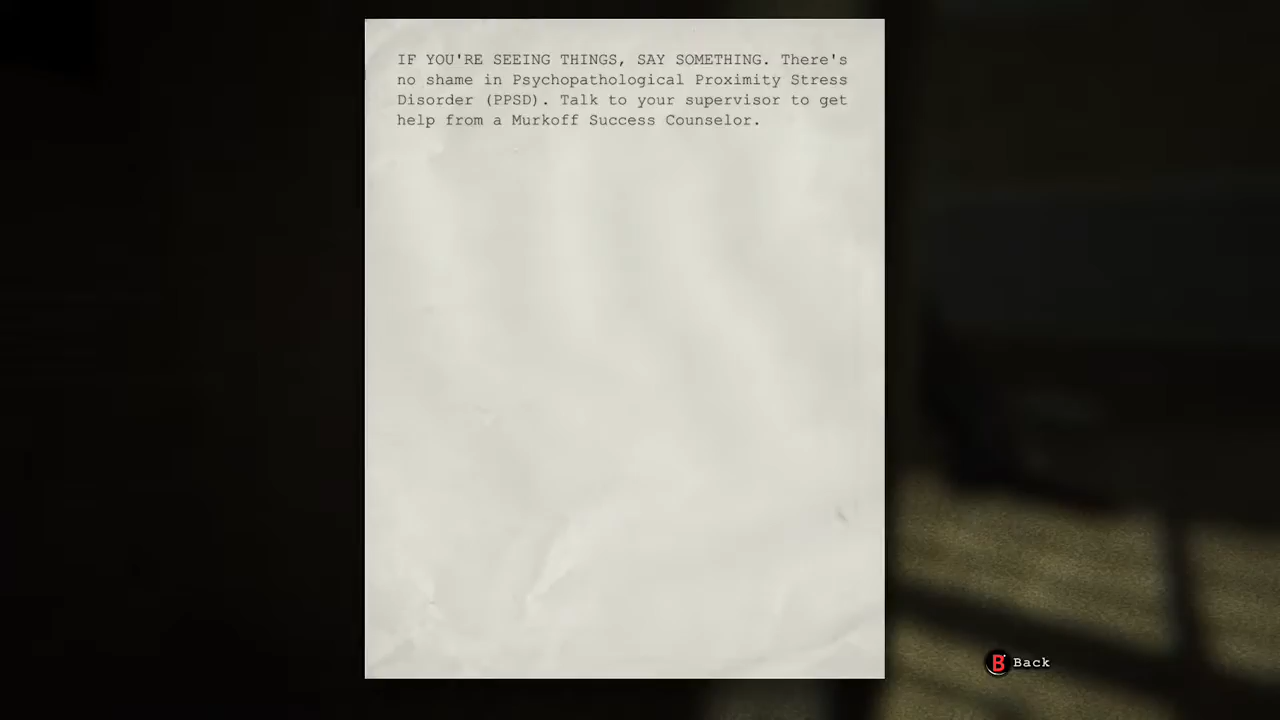 IF YOU'RE SEEING THINGS, SAY SOMETHING. There's
no shame in Psychopathological Proximity Stress
Disorder (PPSD). Talk to your supervisor to get
help from a Murkoff Success Counselor.
B Back